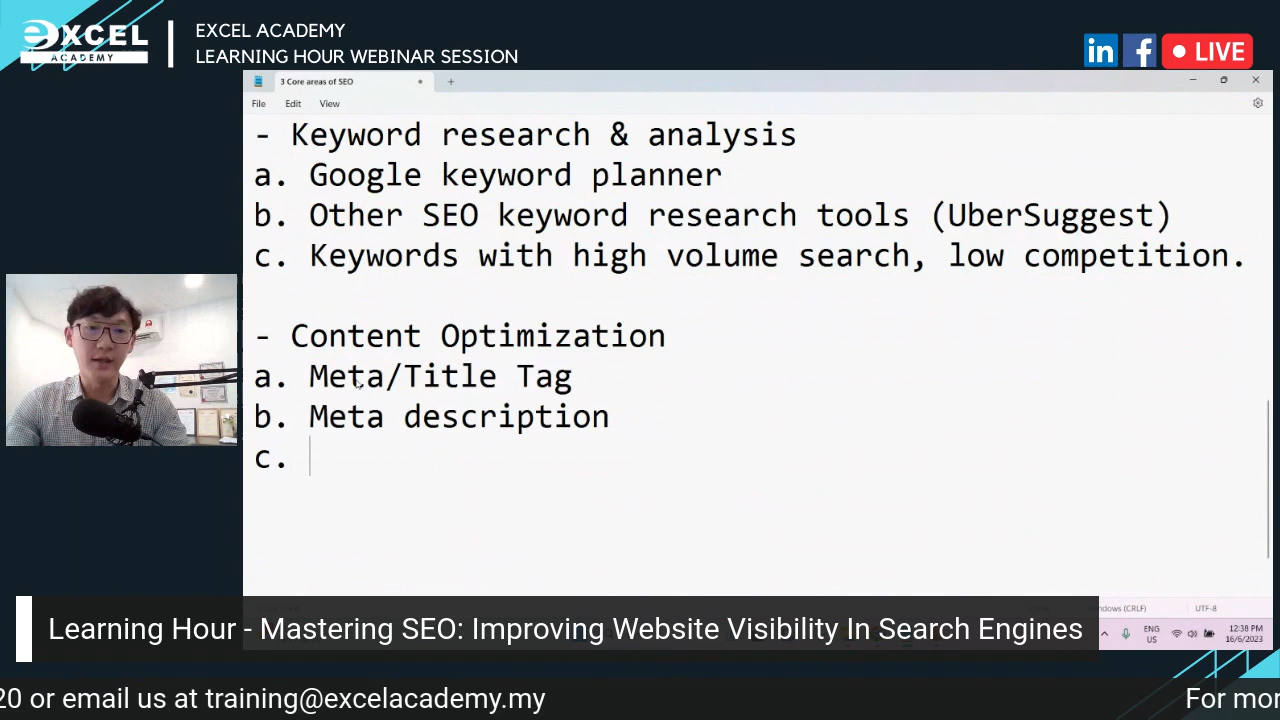 eXCEL
ACADEMY
EXCEL ACADEMY
LEARNING HOUR WEBINAR SESSION
in
f
LIVE
3 Core areas of SEO
File Edit View
- Keyword research & analysis
a. Google keyword planner
b. Other SEO keyword research tools (UberSuggest)
c. Keywords with high volume search, low competition.
- Content Optimization
a. Meta/Title Tag
b. Meta description
c.
ndows (CRLF) UTF-8
Learning Hour - Mastering SEO: Improving Website Visibility In Search Engines
ENG
US
12:38 PM
16/6/2023
20 or email us at training@excelacademy.my
For mor